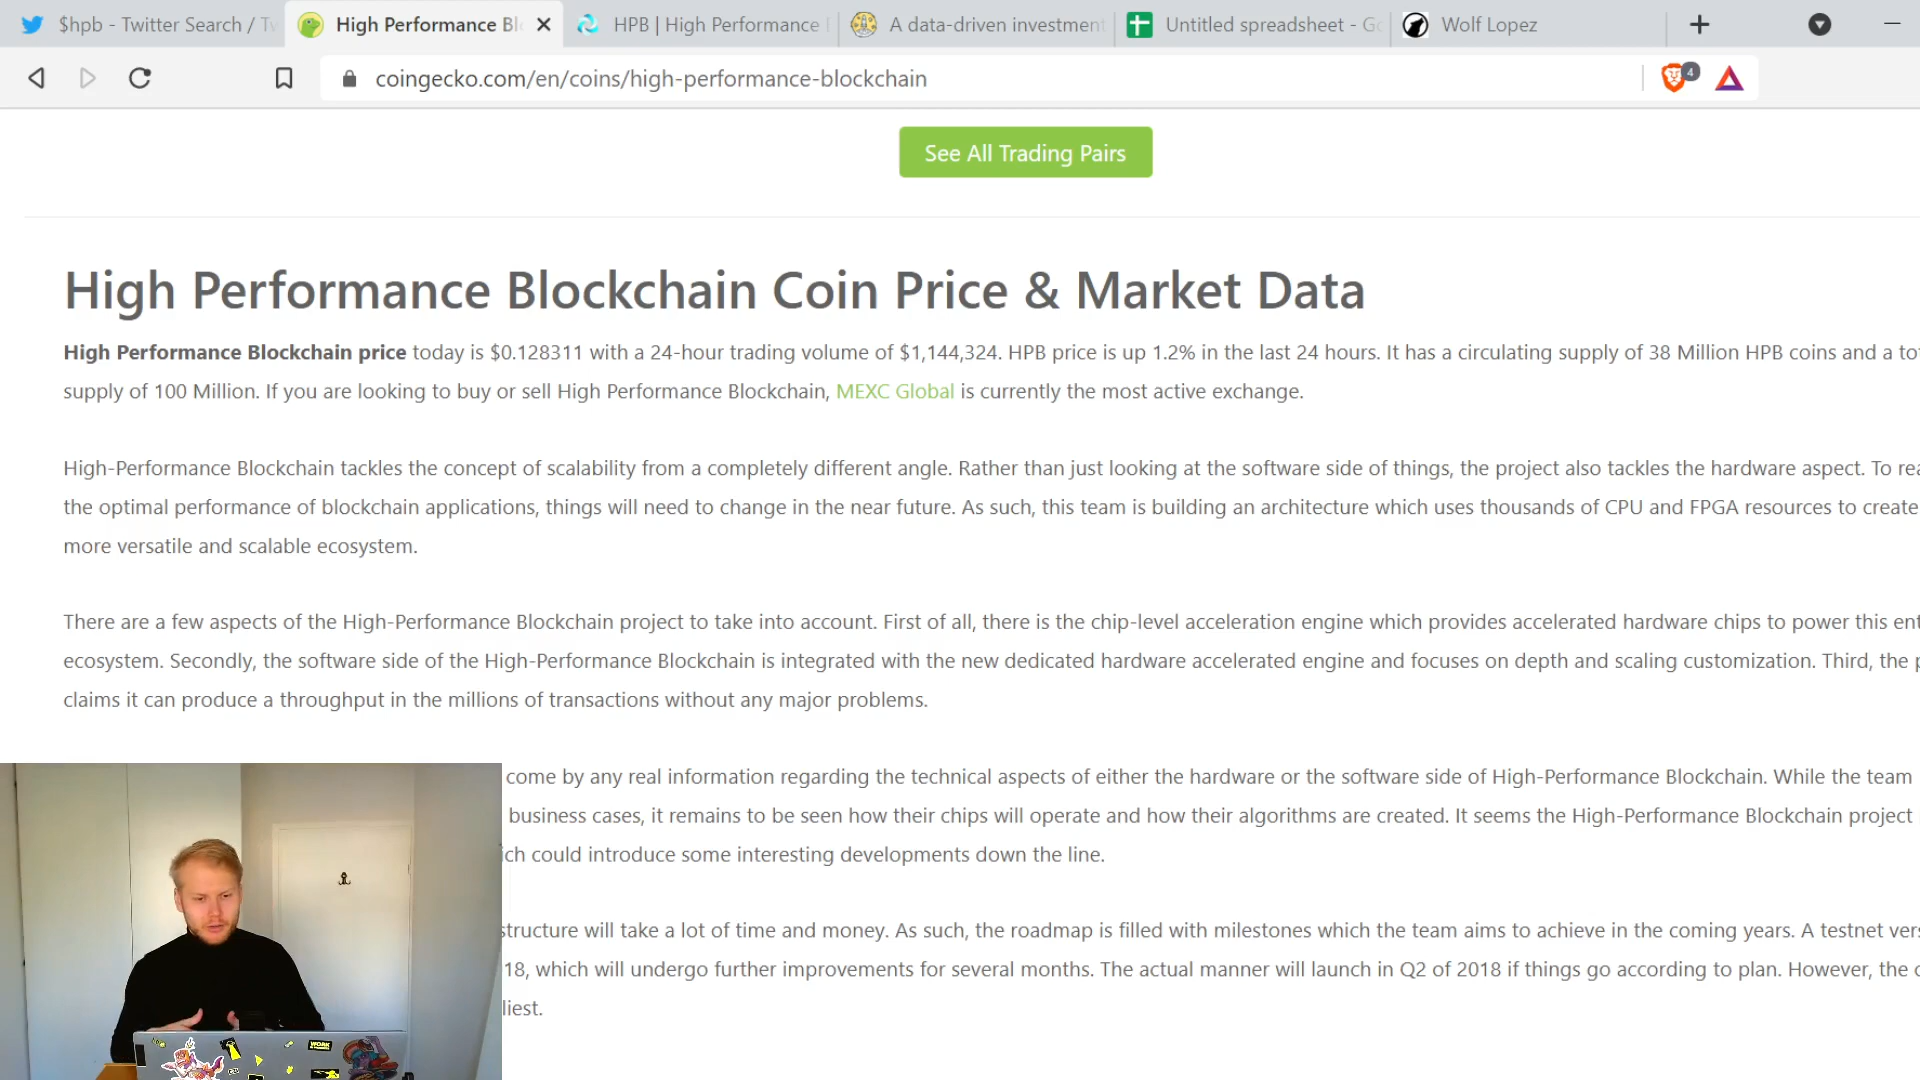 $hpb - Twitter Search / Tw
High Performance Bl
HPB | High Performance
A data-driven investment
Untitled spreadsheet - Go
Wolf Lopez
coingecko.com/en/coins/high-performance-blockchain
4
See All Trading Pairs
High Performance Blockchain Coin Price & Market Data
High Performance Blockchain price today is $0.128311 with a 24-hour trading volume of $1,144,324. HPB price is up 1.2% in the last 24 hours. It has a circulating supply of 38 Million HPB coins and a to
supply of 100 Million. If you are looking to buy or sell High Performance Blockchain, MEXC Global is currently the most active exchange.
High-Performance Blockchain tackles the concept of scalability from a completely different angle. Rather than just looking at the software side of things, the project also tackles the hardware aspect. To rea
the optimal performance of blockchain applications, things will need to change in the near future. As such, this team is building an architecture which uses thousands of CPU and FPGA resources to create
more versatile and scalable ecosystem.
There are a few aspects of the High-Performance Blockchain project to take into account. First of all, there is the chip-level acceleration engine which provides accelerated hardware chips to power this ent
ecosystem. Secondly, the software side of the High-Performance Blockchain is integrated with the new dedicated hardware accelerated engine and focuses on depth and scaling customization. Third, the p
claims it can produce a throughput in the millions of transactions without any major problems.
come by any real information regarding the technical aspects of either the hardware or the software side of High-Performance Blockchain. While the team
business cases, it remains to be seen how their chips will operate and how their algorithms are created. It seems the High-Performance Blockchain project
ich could introduce some interesting developments down the line.
structure will take a lot of time and money. As such, the roadmap is filled with milestones which the team aims to achieve in the coming years. A testnet vers
18, which will undergo further improvements for several months. The actual manner will launch in Q2 of 2018 if things go according to plan. However, the c
liest.
WORK